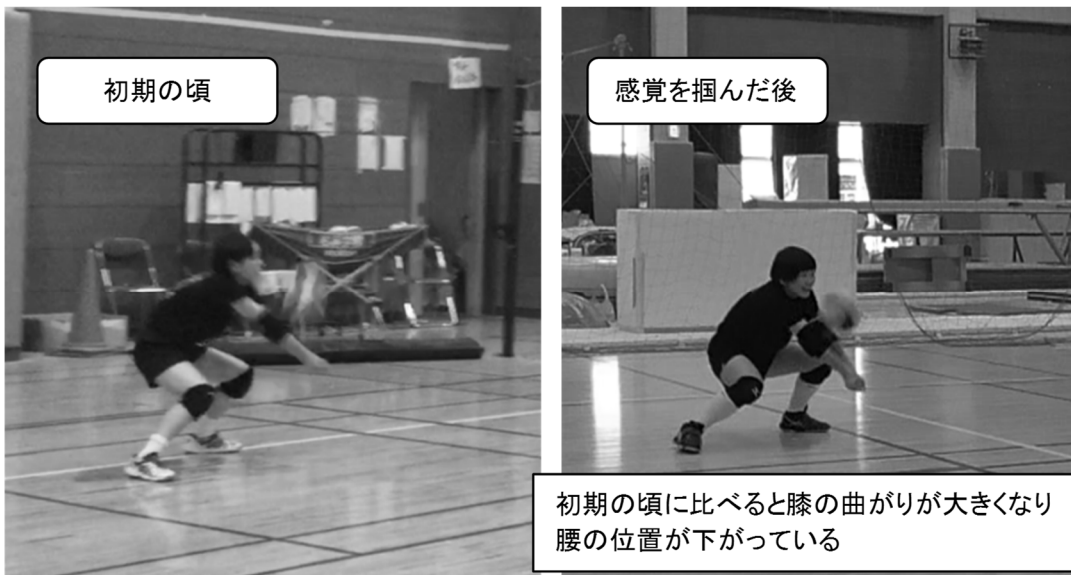 初期の頃
感覚を掴んだ後
初期の頃に比べると膝の曲がりが大きくなり
腰の位置が下がっている